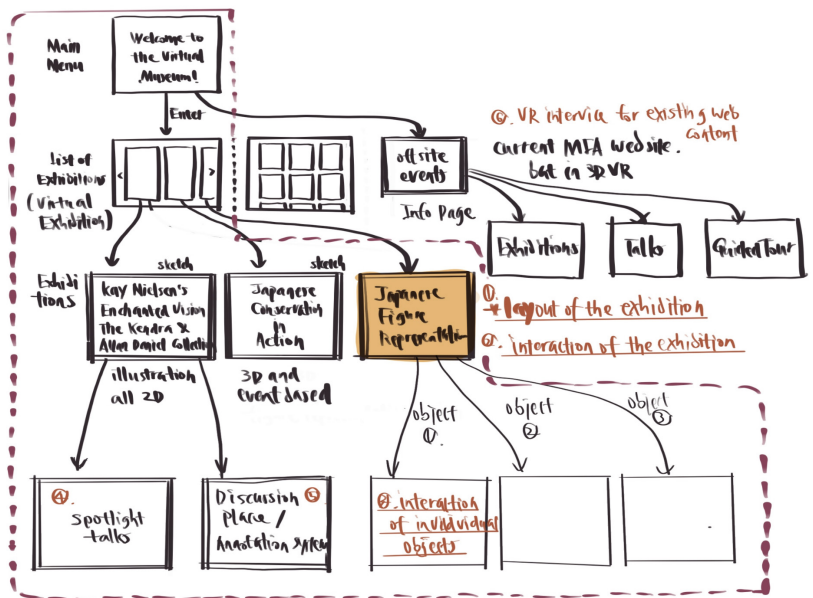 Main
Menu
Welcome to
the Virtual
Museum!
Enter
List of
Exhibitions
(Virtual
Exhibition)
<
>
offsite
events
Info Page
⑥. VR for existing web
content
current MFA website.
but in 3D VR
Exhibitions
Talks
Guided Tour
Exhibi
tions
sketch
Kay Nielsen's
Enchanted Vision
The Kendra &
Allan Daniel Collection
illustration
all 2D
sketch
Japanese
Conservation
in
Action
3D and
event based
Japanese
Figure
Representation
①
layout of the exhibition
②. interaction of the exhibition
object
①.
object
②
object
③
④.
spotlight
talks
Discussion ⑤
place /
Annotation system
③. interaction
of invidvidual
objects